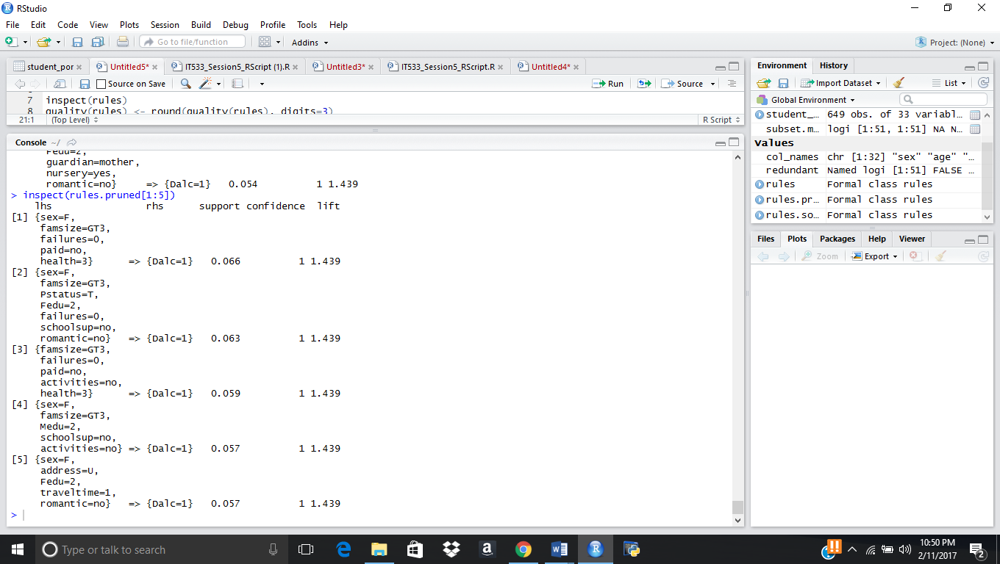 RStudio
File Edit Code View Plots Session Build Debug Profile Tools Help
Go to file/function Addins Project: (None)
student_por Untitled5* IT533_Session5_RScript (1).R Untitled3* IT533_Session5_RScript.R Untitled4*
Source on Save Run Source
7 inspect(rules)
8 quality(rules) <- round(quality(rules), digits=3)
21:1 (Top Level) R Script
Console ~/
Fedu=2,
guardian=mother,
nursery=yes,
romantic=no} => {Dalc=1} 0.054 1 1.439
> inspect(rules.pruned[1:5])
lhs rhs support confidence lift
[1] {sex=F,
famsize=GT3,
failures=0,
paid=no,
health=3} => {Dalc=1} 0.066 1 1.439
[2] {sex=F,
famsize=GT3,
Pstatus=T,
Fedu=2,
failures=0,
schoolsup=no,
romantic=no} => {Dalc=1} 0.063 1 1.439
[3] {famsize=GT3,
failures=0,
paid=no,
activities=no,
health=3} => {Dalc=1} 0.059 1 1.439
[4] {sex=F,
famsize=GT3,
Medu=2,
schoolsup=no,
activities=no} => {Dalc=1} 0.057 1 1.439
[5] {sex=F,
address=U,
Fedu=2,
traveltime=1,
romantic=no} => {Dalc=1} 0.057 1 1.439
>
Environment History
Import Dataset List
Global Environment
student_… 649 obs. of 33 variabl…
subset.m… logi [1:51, 1:51] NA N…
Values
col_names chr [1:32] "sex" "age" "…
redundant Named logi [1:51] FALSE …
rules Formal class rules
rules.pr… Formal class rules
rules.so… Formal class rules
Files Plots Packages Help Viewer
Zoom Export
Type or talk to search
10:50 PM
2/11/2017
2